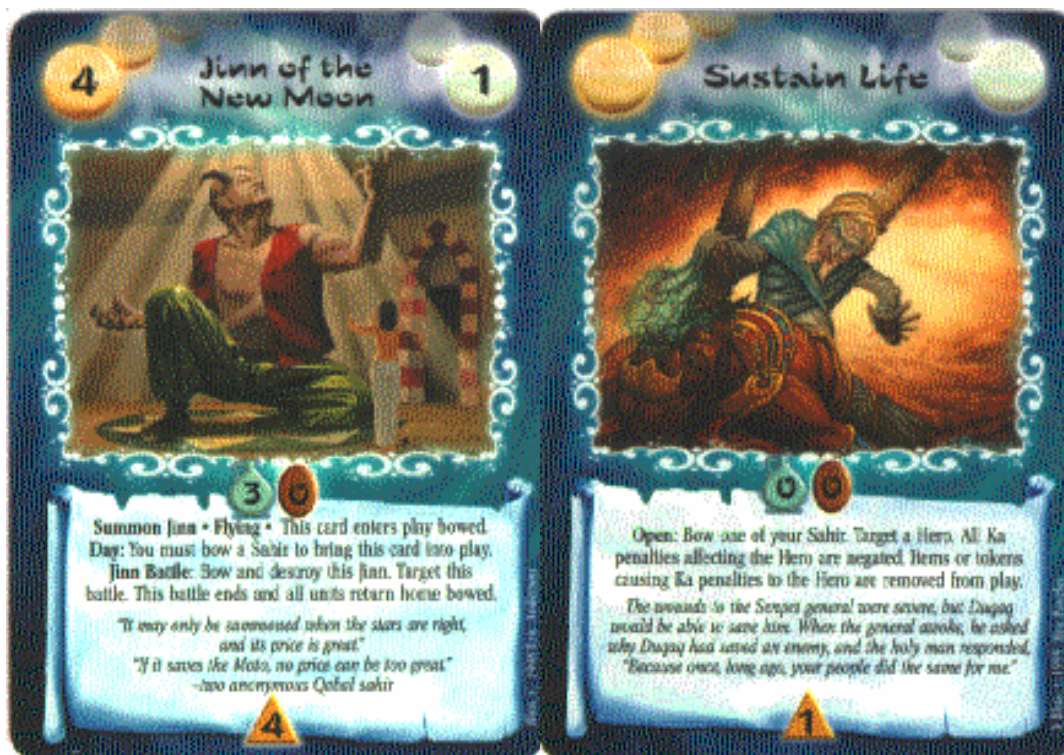 4
Jinn of the
New Moon
1
3 0
Summon Jinn • Flying • This card enters play bowed.
Day: You must bow a Sahir to bring this card into play.
Jinn Battle: Bow and destroy this Jinn. Target this
battle. This battle ends and all units return home bowed.
"It may only be summoned when the stars are right,
and its price is great."
"If it saves the Moto, no price can be too great"
–two anonymous Qabal sahir
4
Sustain Life
0 0
Open: Bow one of your Sahir. Target a Hero. All Ka
penalties affecting the Hero are negated. Items or tokens
causing Ka penalties to the Hero are removed from play.
The wounds to the Senpet general were severe, but Duqaq
would be able to save him. When the general awoke, he asked
why Duqaq had saved an enemy, and the holy man responded,
"Because once, long ago, your people did the same for me."
1